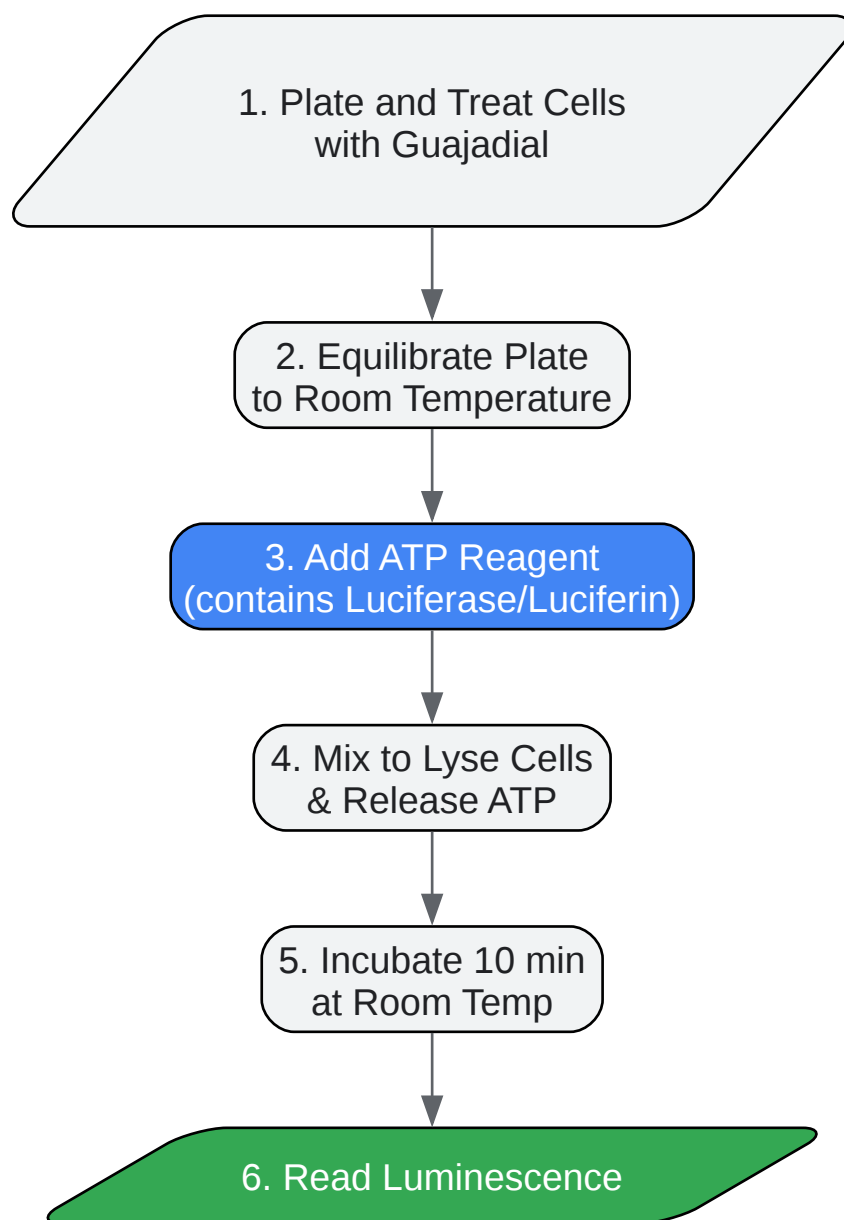 1. Plate and Treat Cells
with Guajadial
2. Equilibrate Plate
to Room Temperature
3. Add ATP Reagent
(contains Luciferase/Luciferin)
4. Mix to Lyse Cells
& Release ATP
5. Incubate 10 min
at Room Temp
6. Read Luminescence